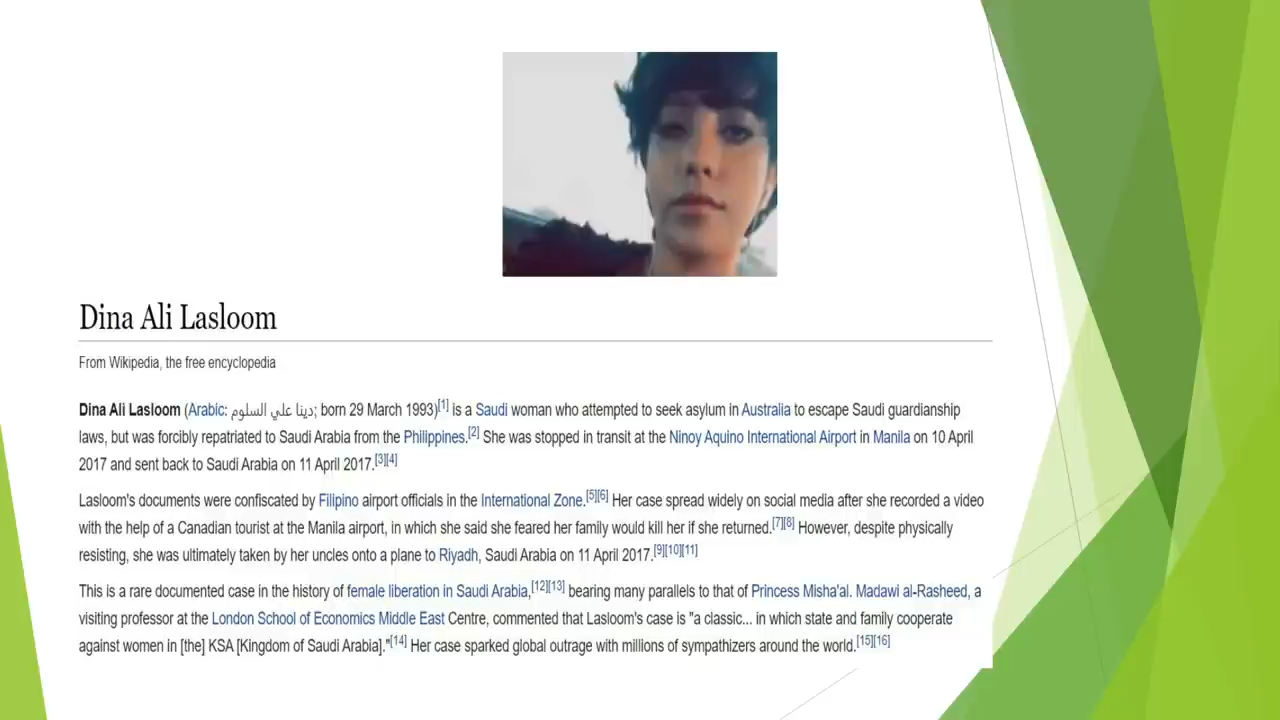 Dina Ali Lasloom
From Wikipedia, the free encyclopedia
Dina Ali Lasloom (Arabic: دينا علي السلوم; born 29 March 1993)[1] is a Saudi woman who attempted to seek asylum in Australia to escape Saudi guardianship
laws, but was forcibly repatriated to Saudi Arabia from the Philippines.[2] She was stopped in transit at the Ninoy Aquino International Airport in Manila on 10 April
2017 and sent back to Saudi Arabia on 11 April 2017.[3][4]
Lasloom's documents were confiscated by Filipino airport officials in the International Zone.[5][6] Her case spread widely on social media after she recorded a video
with the help of a Canadian tourist at the Manila airport, in which she said she feared her family would kill her if she returned.[7][8] However, despite physically
resisting, she was ultimately taken by her uncles onto a plane to Riyadh, Saudi Arabia on 11 April 2017.[9][10][11]
This is a rare documented case in the history of female liberation in Saudi Arabia,[12][13] bearing many parallels to that of Princess Misha'al. Madawi al-Rasheed, a
visiting professor at the London School of Economics Middle East Centre, commented that Lasloom's case is "a classic... in which state and family cooperate
against women in [the] KSA [Kingdom of Saudi Arabia]."[14] Her case sparked global outrage with millions of sympathizers around the world.[15][16]